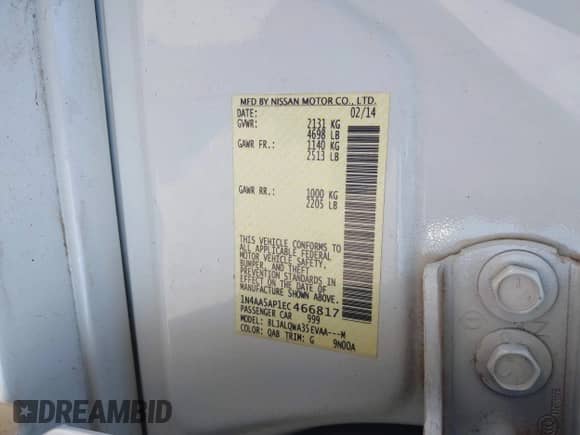 MFD BY NISSAN MOTOR CO., LTD.
DATE: 02/14
GVWR: 2131 KG
4698 LB
GAWR FR.: 1140 KG
2513 LB
GAWR RR.: 1000 KG
2205 LB
THIS VEHICLE CONFORMS TO
ALL APPLICABLE FEDERAL
MOTOR VEHICLE SAFETY,
BUMPER, AND THEFT
PREVENTION STANDARDS IN
EFFECT ON THE DATE OF
MANUFACTURE SHOWN ABOVE.
1N4AA5AP1EC466817
PASSENGER CAR 999
MODEL: BLJALQWA35EVAA---M
COLOR: QAB TRIM: G 9N00A
DREAMBID